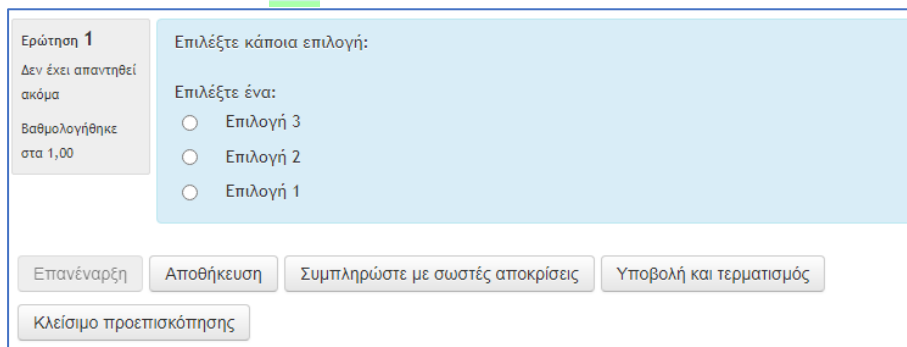 Ερώτηση 1
Δεν έχει απαντηθεί
ακόμα
Βαθμολογήθηκε
στα 1,00
Επιλέξτε κάποια επιλογή:
Επιλέξτε ένα:
Επιλογή 3
Επιλογή 2
Επιλογή 1
Επανέναρξη
Αποθήκευση
Συμπληρώστε με σωστές αποκρίσεις
Υποβολή και τερματισμός
Κλείσιμο προεπισκόπησης